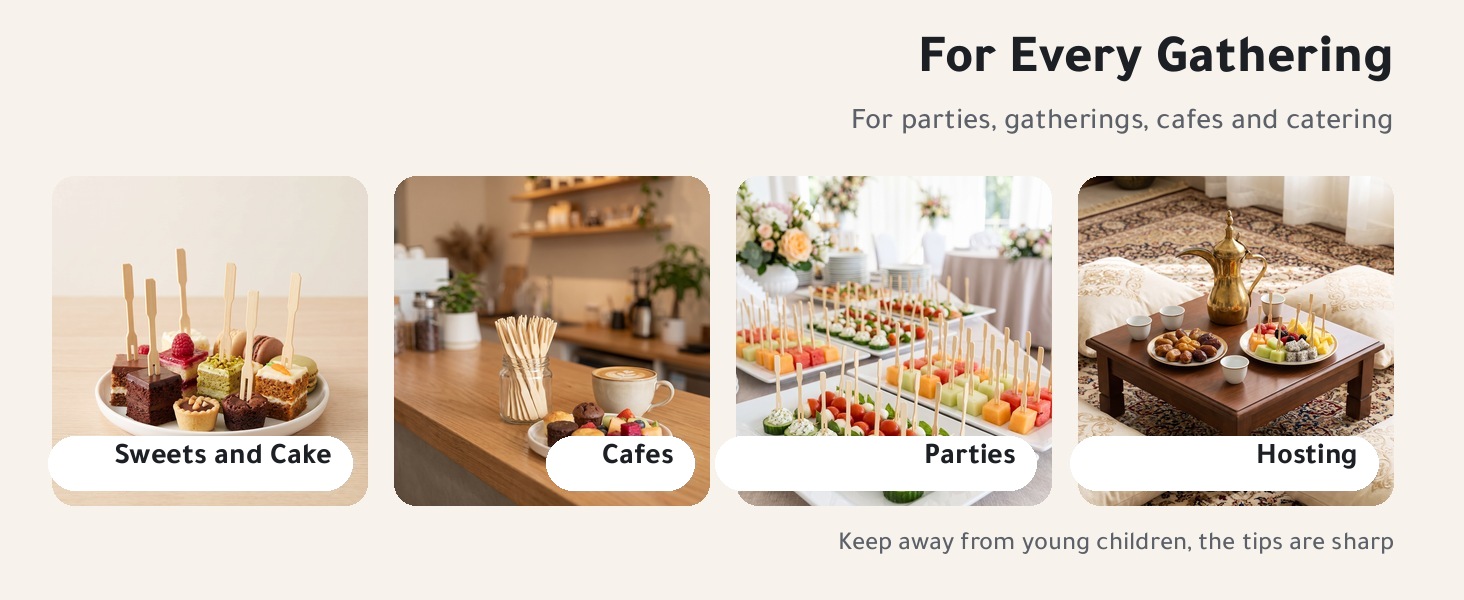 For Every Gathering
For parties, gatherings, cafes and catering
Sweets and Cake
Cafes
Parties
Hosting
Keep away from young children, the tips are sharp